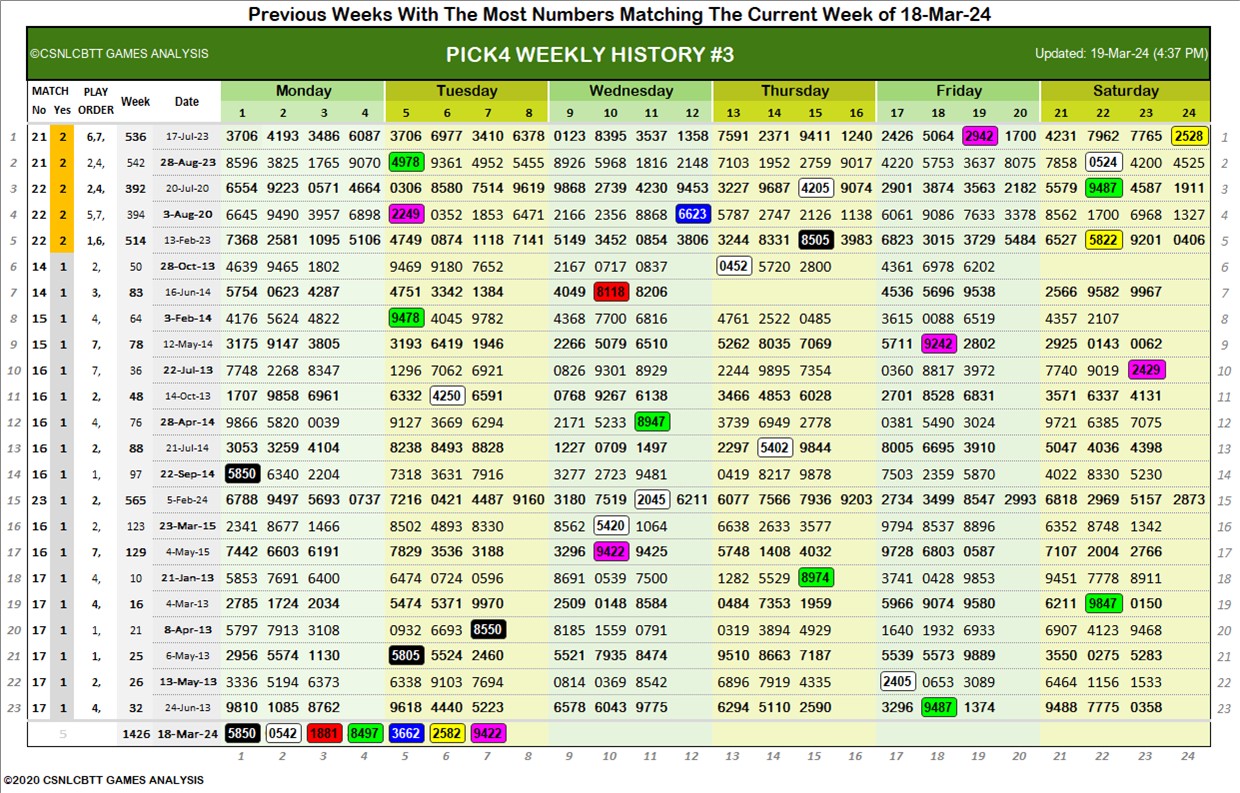 Previous Weeks With The Most Numbers Matching The Current Week of 18-Mar-24
©CSNLCBTT GAMES ANALYSIS PICK4 WEEKLY HISTORY #3 Updated: 19-Mar-24 (4:37 PM)
MATCH PLAY Week Date Monday Tuesday Wednesday Thursday Friday Saturday
No Yes ORDER 1 2 3 4 5 6 7 8 9 10 11 12 13 14 15 16 17 18 19 20 21 22 23 24
1 21 2 6,7, 536 17-Jul-23 3706 4193 3486 6087 3706 6977 3410 6378 0123 8395 3537 1358 7591 2371 9411 1240 2426 5064 2942 1700 4231 7962 7765 2528 1
2 21 2 2,4, 542 28-Aug-23 8596 3825 1765 9070 4978 9361 4952 5455 8926 5968 1816 2148 7103 1952 2759 9017 4220 5753 3637 8075 7858 0524 4200 4525 2
3 22 2 2,4, 392 20-Jul-20 6554 9223 0571 4664 0306 8580 7514 9619 9868 2739 4230 9453 3227 9687 4205 9074 2901 3874 3563 2182 5579 9487 4587 1911 3
4 22 2 5,7, 394 3-Aug-20 6645 9490 3957 6898 2249 0352 1853 6471 2166 2356 8868 6623 5787 2747 2126 1138 6061 9086 7633 3378 8562 1700 6968 1327 4
5 22 2 1,6, 514 13-Feb-23 7368 2581 1095 5106 4749 0874 1118 7141 5149 3452 0854 3806 3244 8331 8505 3983 6823 3015 3729 5484 6527 5822 9201 0406 5
6 14 1 2, 50 28-Oct-13 4639 9465 1802 9469 9180 7652 2167 0717 0837 0452 5720 2800 4361 6978 6202 6
7 14 1 3, 83 16-Jun-14 5754 0623 4287 4751 3342 1384 4049 8118 8206 4536 5696 9538 2566 9582 9967 7
8 15 1 4, 64 3-Feb-14 4176 5624 4822 9478 4045 9782 4368 7700 6816 4761 2522 0485 3615 0088 6519 4357 2107 8
9 15 1 7, 78 12-May-14 3175 9147 3805 3193 6419 1946 2266 5079 6510 5262 8035 7069 5711 9242 2802 2925 0143 0062 9
10 16 1 7, 36 22-Jul-13 7748 2268 8347 1296 7062 6921 0826 9301 8929 2244 9895 7354 0360 8817 3972 7740 9019 2429 10
11 16 1 2, 48 14-Oct-13 1707 9858 6961 6332 4250 6591 0768 9267 6138 3466 4853 6028 2701 8528 6831 3571 6337 4131 11
12 16 1 4, 76 28-Apr-14 9866 5820 0039 9127 3669 6294 2171 5233 8947 3739 6949 2778 0381 5490 3024 9721 6385 7075 12
13 16 1 2, 88 21-Jul-14 3053 3259 4104 8238 8493 8828 1227 0709 1497 2297 5402 9844 8005 6695 3910 5047 4036 4398 13
14 16 1 1, 97 22-Sep-14 5850 6340 2204 7318 3631 7916 3277 2723 9481 0419 8217 9878 7503 2359 5870 4022 8330 5230 14
15 23 1 2, 565 5-Feb-24 6788 9497 5693 0737 7216 0421 4487 9160 3180 7519 2045 6211 6077 7566 7936 9203 2734 3499 8547 2993 6818 2969 5157 2873 15
16 16 1 2, 123 23-Mar-15 2341 8677 1466 8502 4893 8330 8562 5420 1064 6638 2633 3577 9794 8537 8896 6352 8748 1342 16
17 16 1 7, 129 4-May-15 7442 6603 6191 7829 3536 3188 3296 9422 9425 5748 1408 4032 9728 6803 0587 7107 2004 2766 17
18 17 1 4, 10 21-Jan-13 5853 7691 6400 6474 0724 0596 8691 0539 7500 1282 5529 8974 3741 0428 9853 9451 7778 8911 18
19 17 1 4, 16 4-Mar-13 2785 1724 2034 5474 5371 9970 2509 0148 8584 0484 7353 1959 5966 9074 9580 6211 9847 0150 19
20 17 1 1, 21 8-Apr-13 5797 7913 3108 0932 6693 8550 8185 1559 0791 0319 3894 4929 1640 1932 6933 6907 4123 9468 20
21 17 1 1, 25 6-May-13 2956 5574 1130 5805 5524 2460 5521 7935 8474 9510 8663 7187 5539 5573 9889 3550 0275 5283 21
22 17 1 2, 26 13-May-13 3336 5194 6373 6338 9103 7694 0814 0369 8542 6896 7919 4335 2405 0653 3089 6464 1156 1533 22
23 17 1 4, 32 24-Jun-13 9810 1085 8762 9618 4440 5223 6578 6043 9775 6294 5110 2590 3296 9487 1374 9488 7775 0358 23
5 1426 18-Mar-24 5850 0542 1881 8497 3662 2582 9422
1 2 3 4 5 6 7 8 9 10 11 12 13 14 15 16 17 18 19 20 21 22 23 24
©2020 CSNLCBTT GAMES ANALYSIS